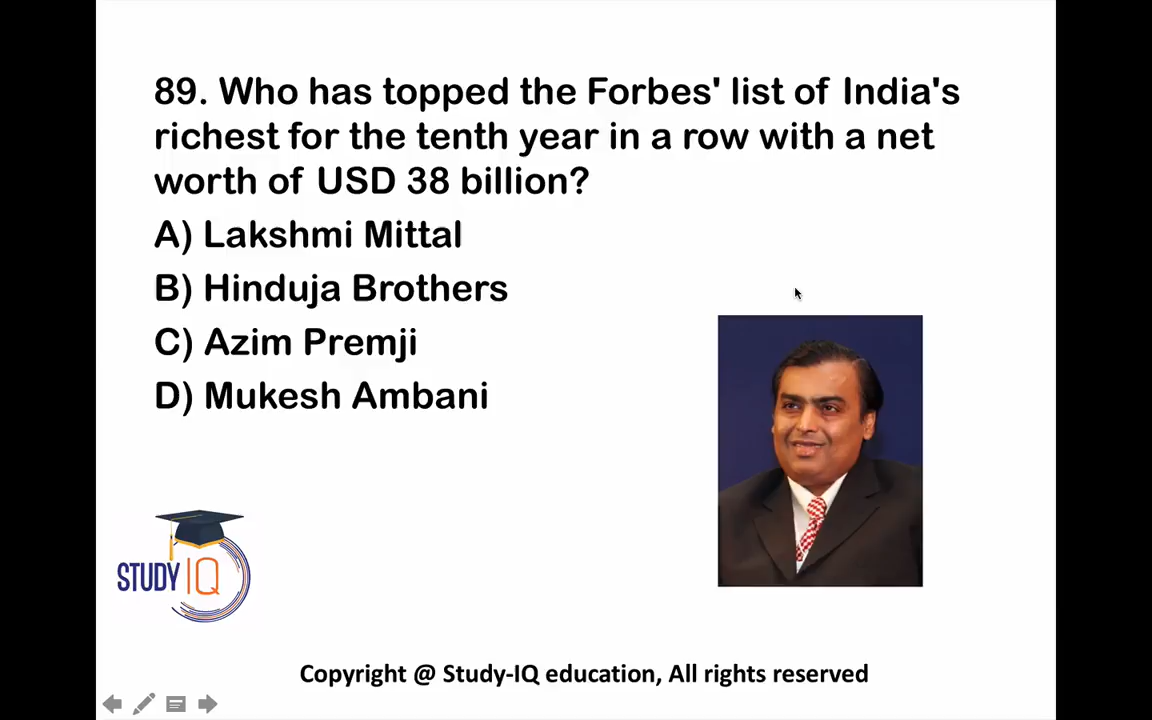 89. Who has topped the Forbes' list of India's
richest for the tenth year in a row with a net
worth of USD 38 billion?
A) Lakshmi Mittal
B) Hinduja Brothers
C) Azim Premji
D) Mukesh Ambani
STUDY IQ
Copyright @ Study-IQ education, All rights reserved